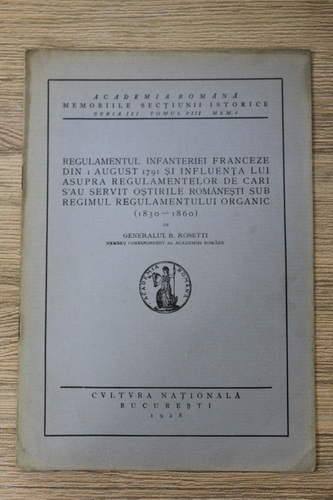 ACADEMIA ROMÂNĂ
MEMORIILE SECȚIUNII ISTORICE
SERIA III TOMUL VIII MEM. 1
REGULAMENTUL INFANTERIEI FRANCEZE
DIN 1 AUGUST 1791 ȘI INFLUENȚA LUI
ASUPRA REGULAMENTELOR DE CARI
S'AU SERVIT OȘTIRILE ROMÂNEȘTI SUB
REGIMUL REGULAMENTULUI ORGANIC
(1830—1860)
DE
GENERALUL R. ROSETTI
MEMBRU CORESPONDENT AL ACADEMIEI ROMÂNE
ACADEMIA ROMANA
CVLTVRA NAȚIONALĂ
BUCUREȘTI
1928